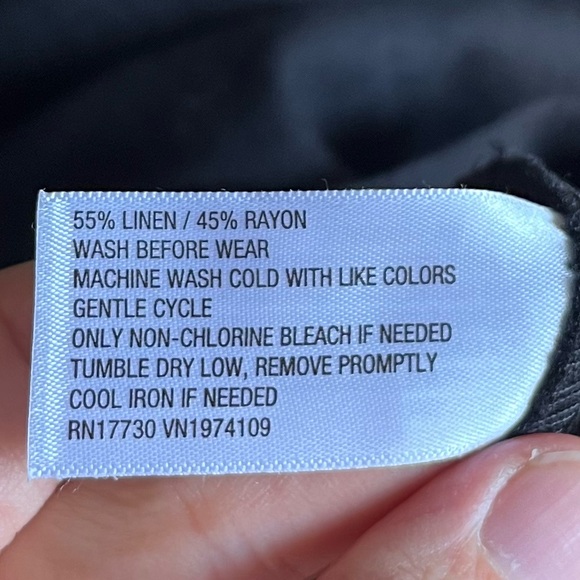 55% LINEN / 45% RAYON
WASH BEFORE WEAR
MACHINE WASH COLD WITH LIKE COLORS
GENTLE CYCLE
ONLY NON-CHLORINE BLEACH IF NEEDED
TUMBLE DRY LOW, REMOVE PROMPTLY
COOL IRON IF NEEDED
RN17730 VN1974109